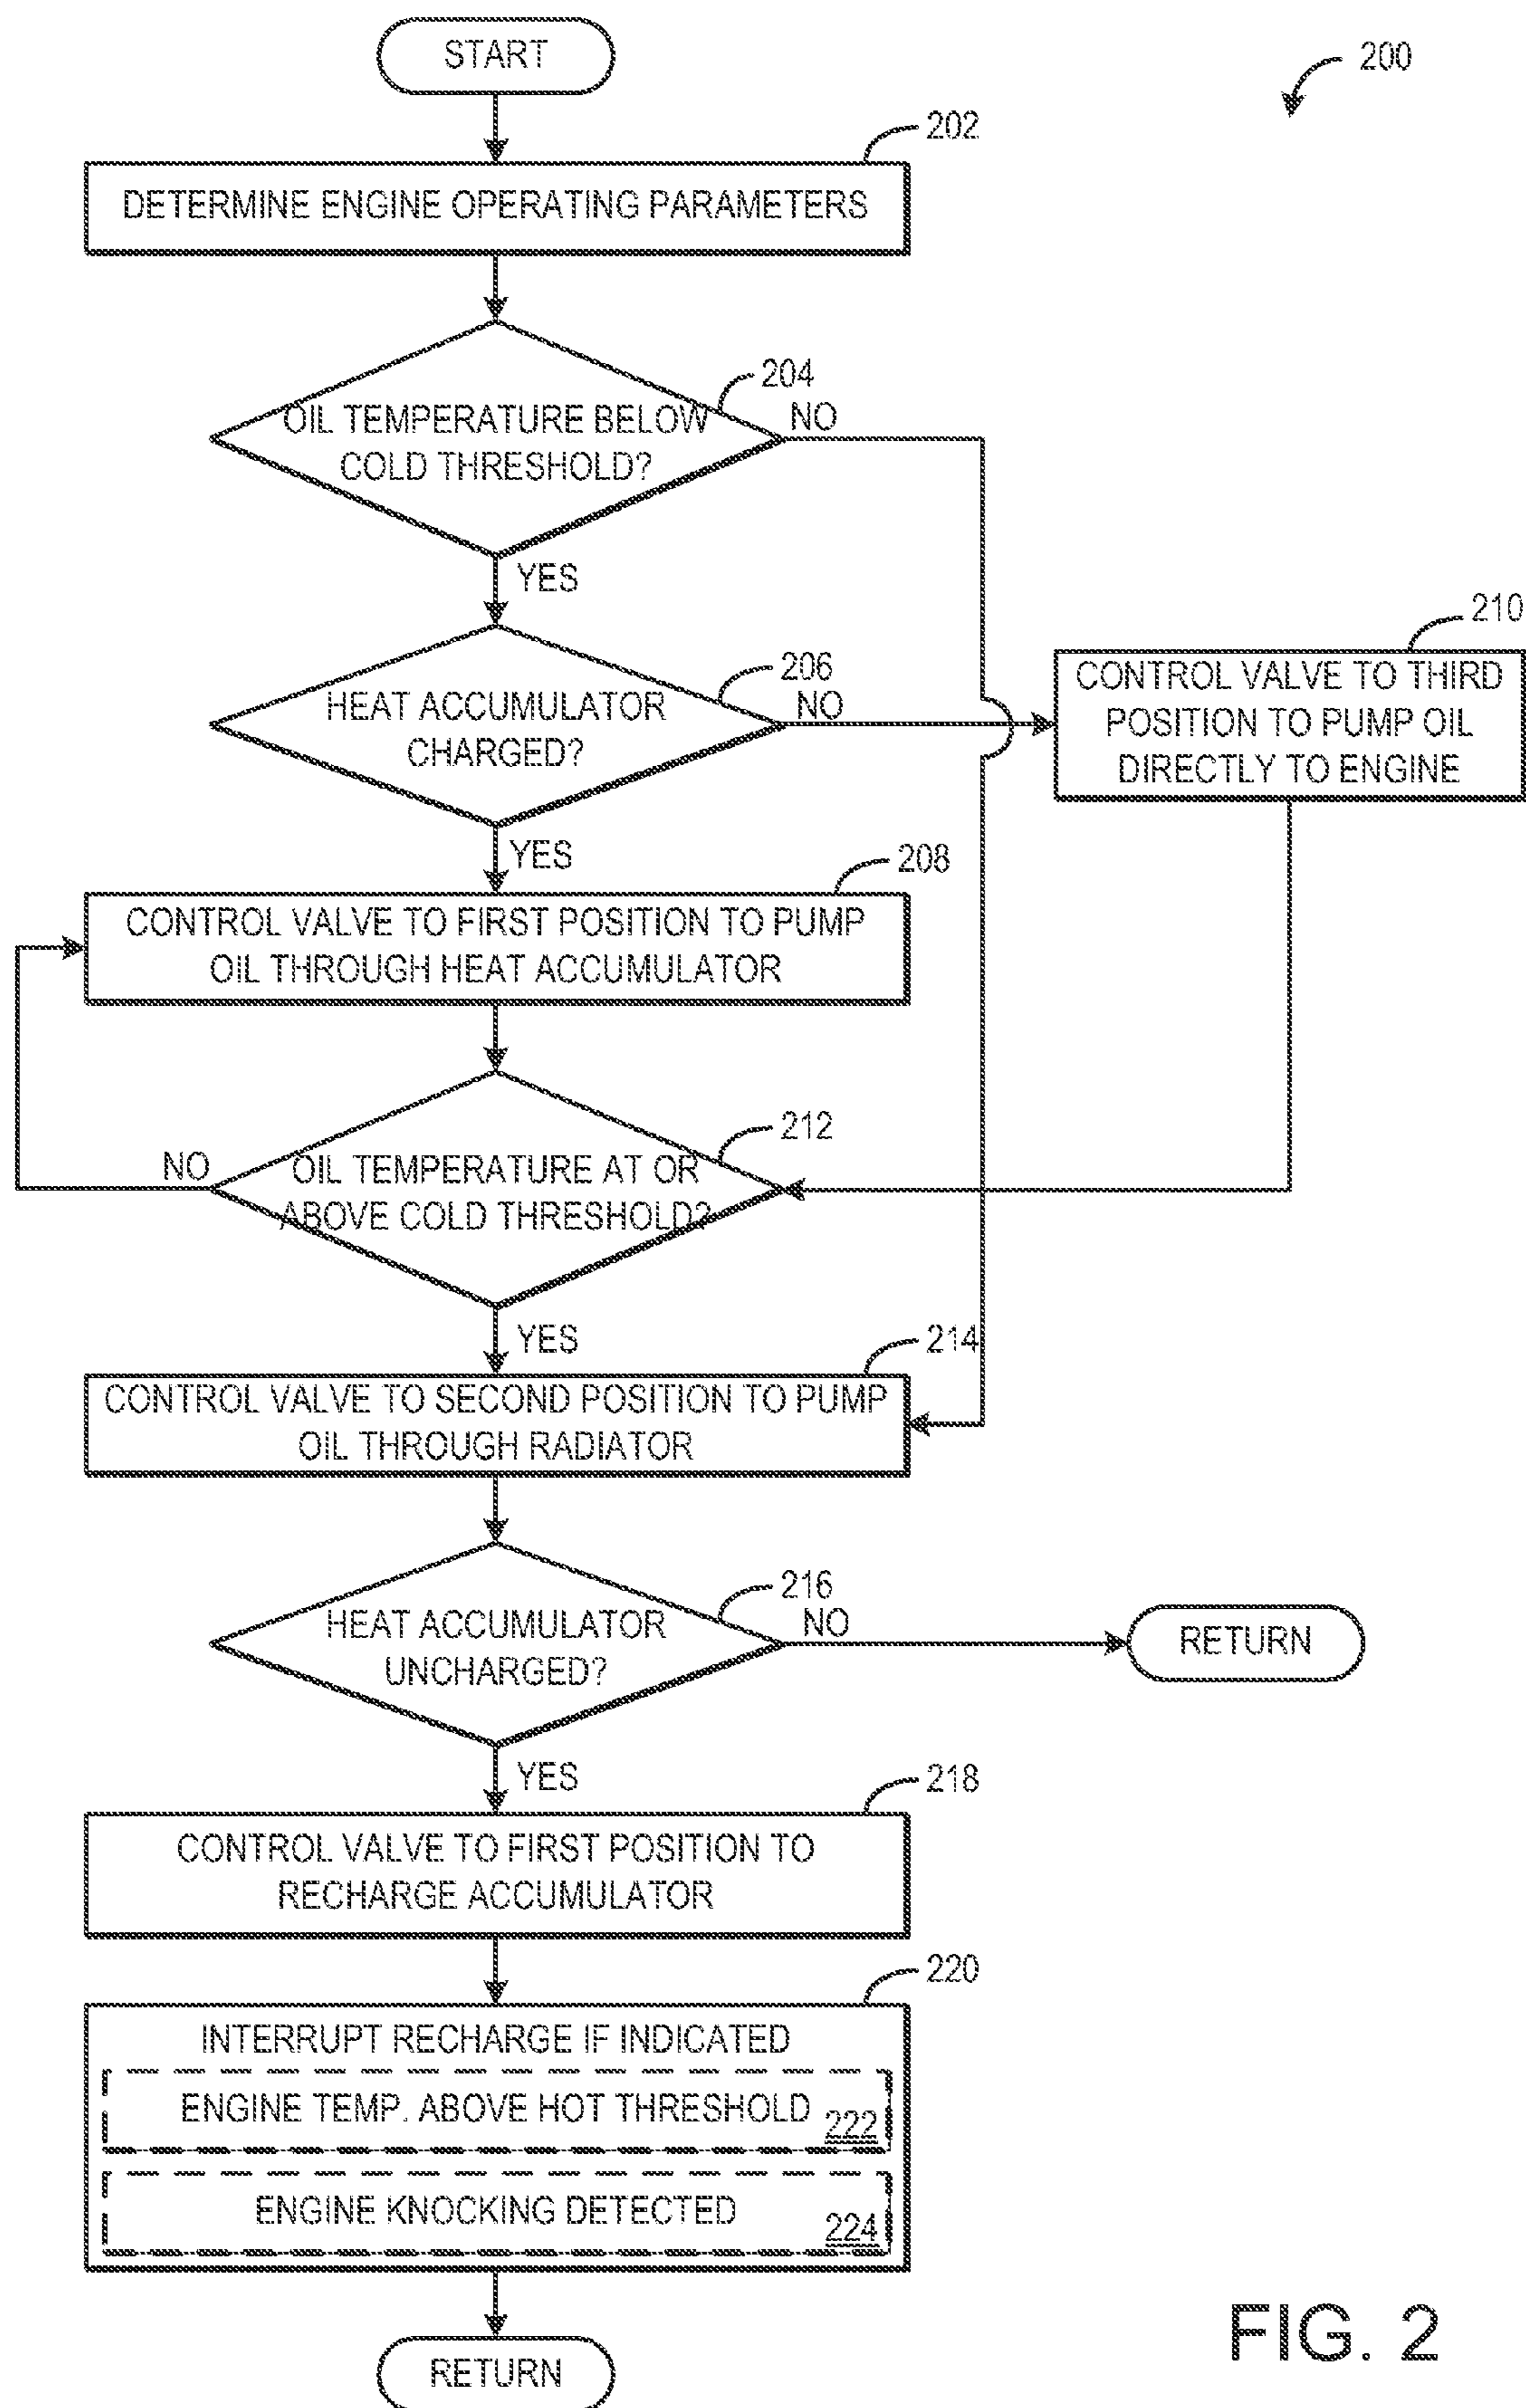 START
200
202
DETERMINE ENGINE OPERATING PARAMETERS
204
OIL TEMPERATURE BELOW
COLD THRESHOLD?
NO
YES
206
HEAT ACCUMULATOR
CHARGED?
NO
210
CONTROL VALVE TO THIRD
POSITION TO PUMP OIL
DIRECTLY TO ENGINE
YES
208
CONTROL VALVE TO FIRST POSITION TO PUMP
OIL THROUGH HEAT ACCUMULATOR
212
OIL TEMPERATURE AT OR
ABOVE COLD THRESHOLD?
NO
YES
214
CONTROL VALVE TO SECOND POSITION TO PUMP
OIL THROUGH RADIATOR
216
HEAT ACCUMULATOR
UNCHARGED?
NO
RETURN
YES
218
CONTROL VALVE TO FIRST POSITION TO
RECHARGE ACCUMULATOR
220
INTERRUPT RECHARGE IF INDICATED
ENGINE TEMP. ABOVE HOT THRESHOLD
222
ENGINE KNOCKING DETECTED
224
RETURN
FIG. 2